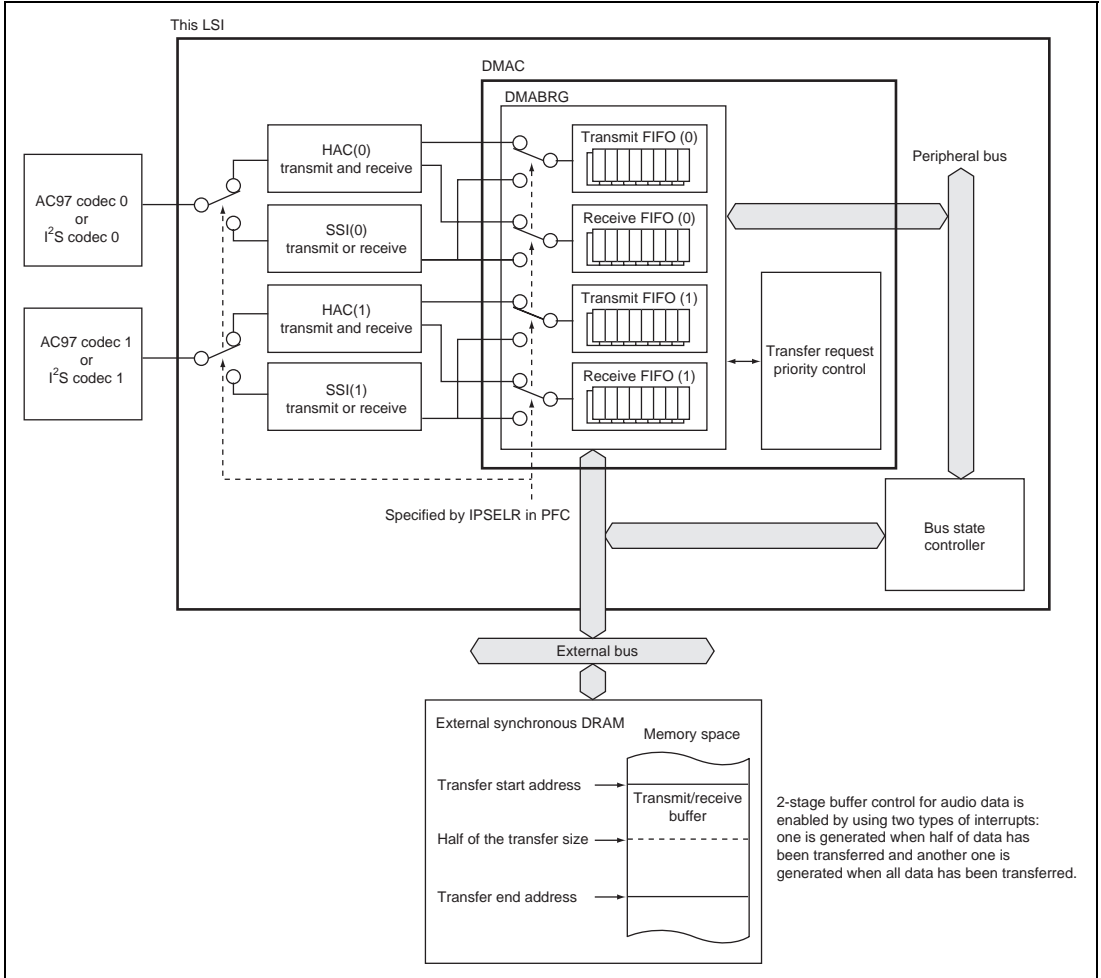 This LSI
DMAC
DMABRG
HAC(0)
transmit and receive
Transmit FIFO (0)
Peripheral bus
AC97 codec 0
or
I²S codec 0
SSI(0)
transmit or receive
Receive FIFO (0)
HAC(1)
transmit and receive
Transmit FIFO (1)
AC97 codec 1
or
I²S codec 1
Transfer request
priority control
SSI(1)
transmit or receive
Receive FIFO (1)
Specified by IPSELR in PFC
Bus state
controller
External bus
External synchronous DRAM
Memory space
Transfer start address
Transmit/receive
buffer
Half of the transfer size
Transfer end address
2-stage buffer control for audio data is
enabled by using two types of interrupts:
one is generated when half of data has
been transferred and another one is
generated when all data has been transferred.